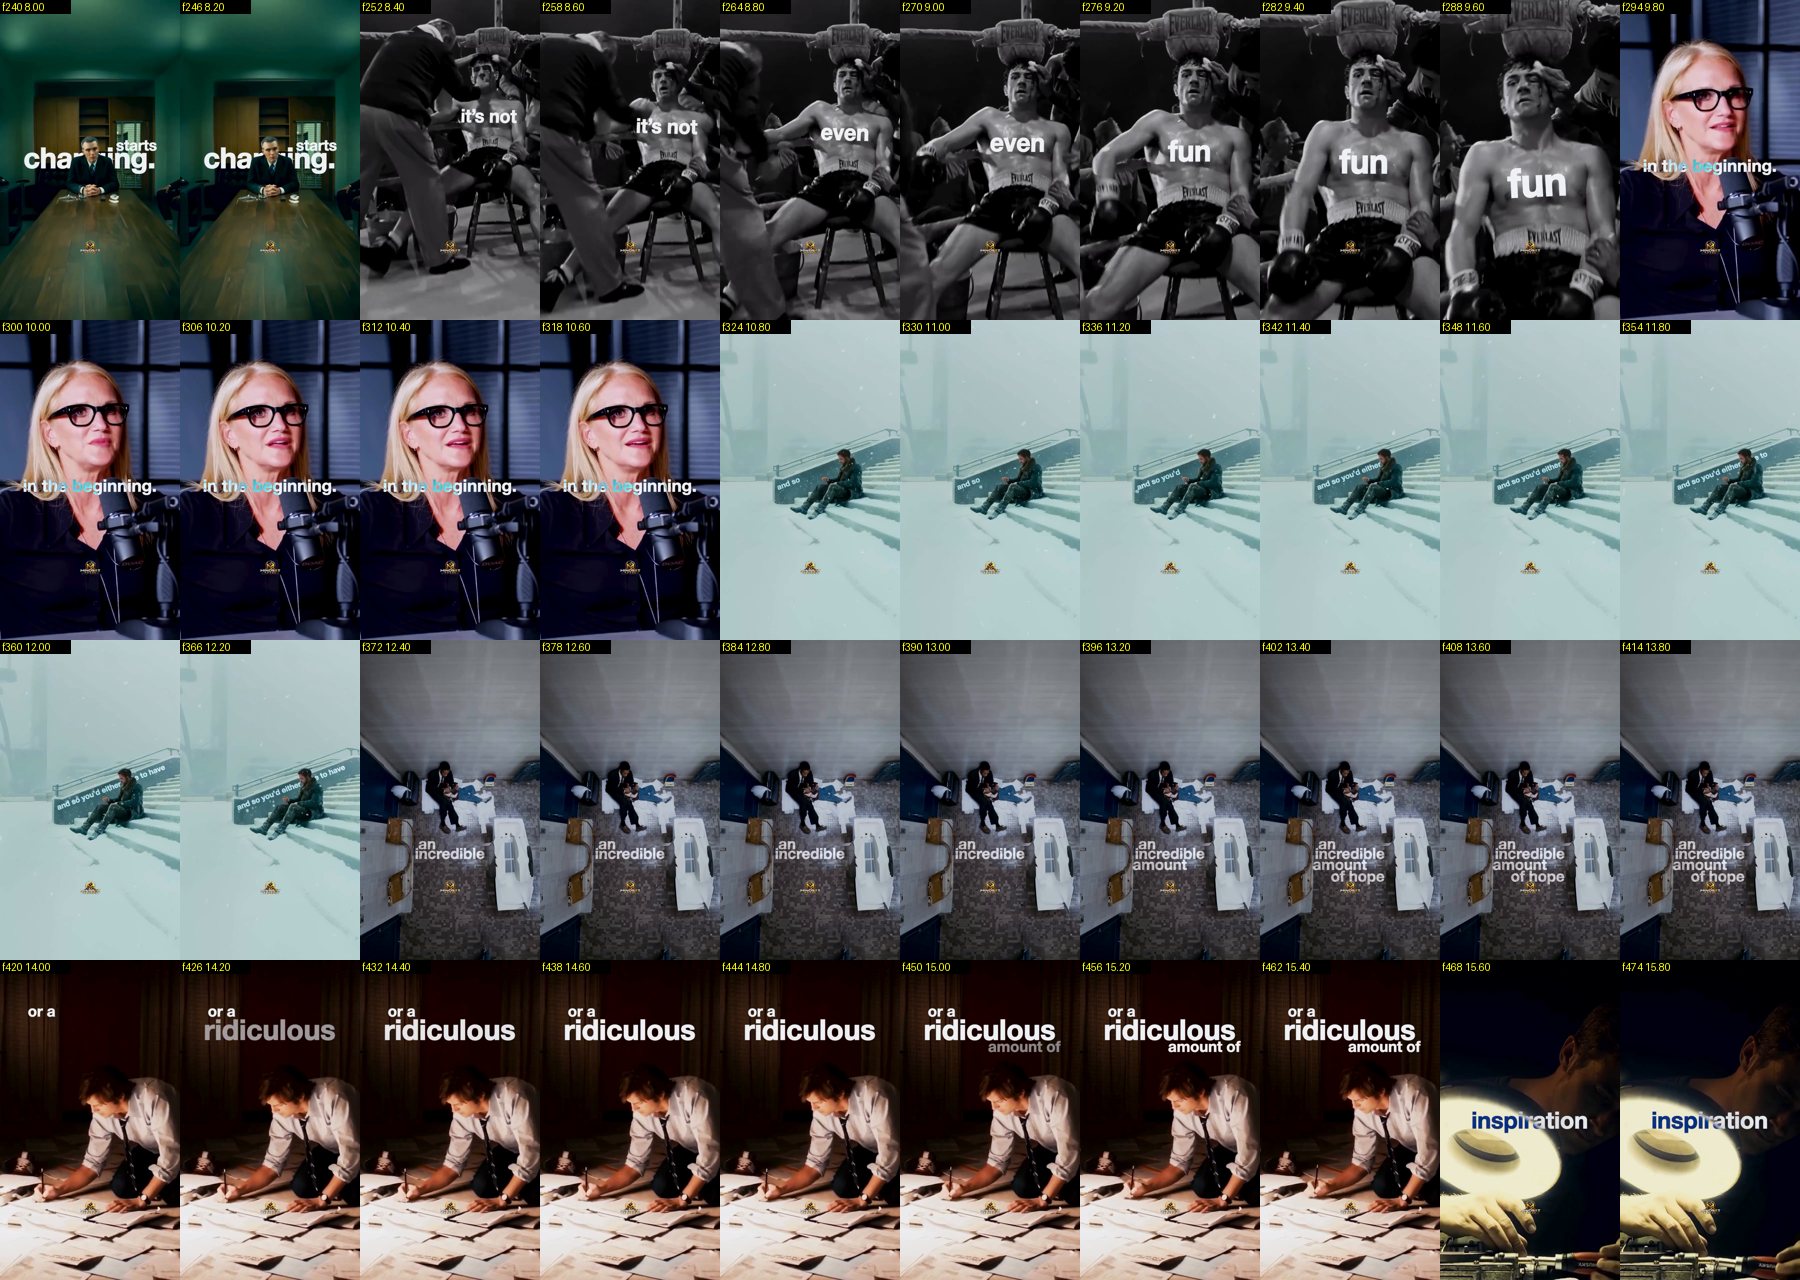 f240 8.00
starts
cha ing.
f246 8.20
starts
cha ing.
f252 8.40
it's not
EVERLAST
f258 8.60
it's not
EVERLAST
f264 8.80
even
EVERLAST
f270 9.00
EVERLAST
even
EVERLAST
f276 9.20
EVERLAST
fun
EVERLAST
f282 9.40
EVERLAST
fun
EVERLAST
f288 9.60
EVERLAST
fun
EVERLAST
f294 9.80
in the beginning.
f300 10.00
in the beginning.
f306 10.20
in the beginning.
f312 10.40
in the beginning.
f318 10.60
in the beginning.
f324 10.80
and so
f330 11.00
and so
f336 11.20
and so you'd
f342 11.40
and so you'd either
f348 11.60
and so you'd either
f354 11.80
and so you'd either to
f360 12.00
and so you'd either to have
f366 12.20
and so you'd either to have
f372 12.40
an
incredible
f378 12.60
an
incredible
f384 12.80
an
incredible
f390 13.00
an
incredible
f396 13.20
an
incredible
amount
f402 13.40
an
incredible
amount
of hope
f408 13.60
an
incredible
amount
of hope
f414 13.80
an
incredible
amount
of hope
f420 14.00
or a
f426 14.20
or a
ridiculous
f432 14.40
or a
ridiculous
f438 14.60
or a
ridiculous
f444 14.80
or a
ridiculous
f450 15.00
or a
ridiculous
amount of
f456 15.20
or a
ridiculous
amount of
f462 15.40
or a
ridiculous
amount of
f468 15.60
inspiration
f474 15.80
inspiration